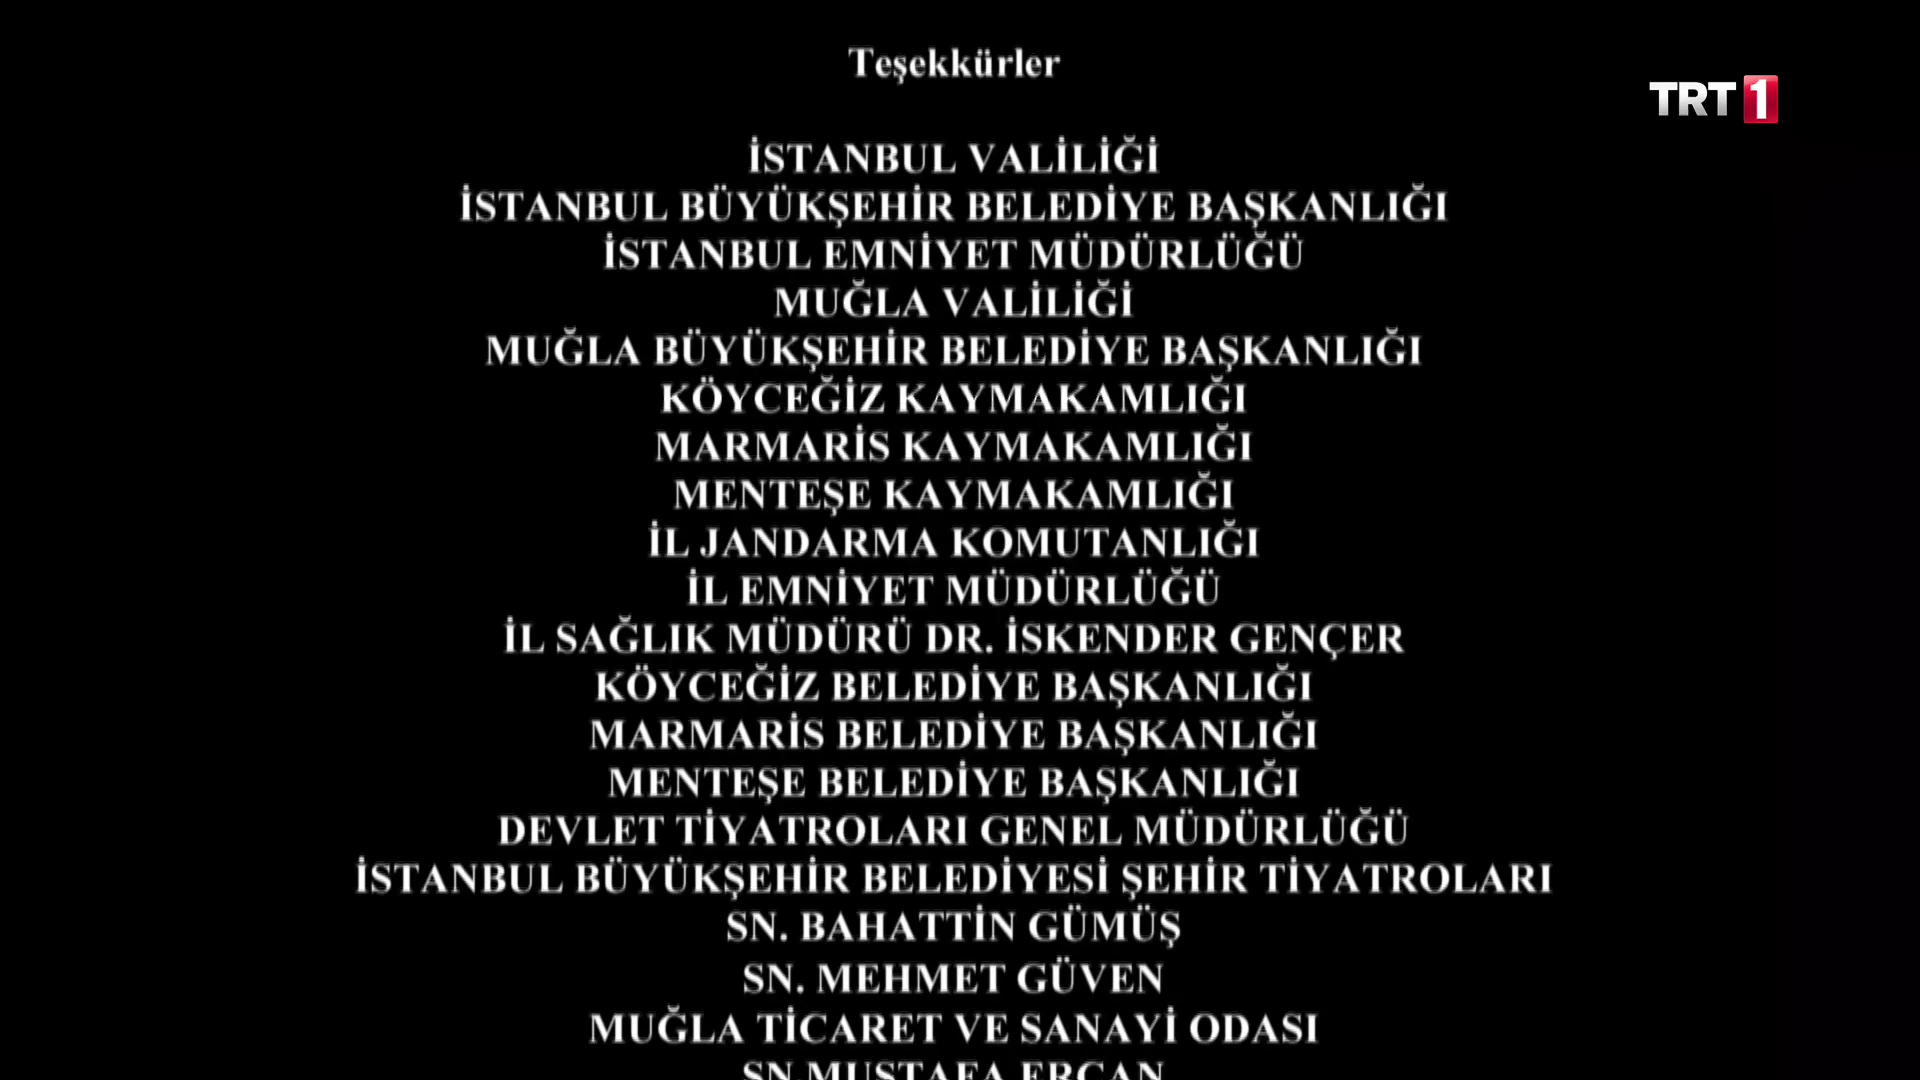 Teşekkürler
TRT 1
İSTANBUL VALİLİĞİ
İSTANBUL BÜYÜKŞEHİR BELEDİYE BAŞKANLIĞI
İSTANBUL EMNİYET MÜDÜRLÜĞÜ
MUĞLA VALİLİĞİ
MUĞLA BÜYÜKŞEHİR BELEDİYE BAŞKANLIĞI
KÖYCEĞİZ KAYMAKAMLIĞI
MARMARİS KAYMAKAMLIĞI
MENTEŞE KAYMAKAMLIĞI
İL JANDARMA KOMUTANLIĞI
İL EMNİYET MÜDÜRLÜĞÜ
İL SAĞLIK MÜDÜRÜ DR. İSKENDER GENÇER
KÖYCEĞİZ BELEDİYE BAŞKANLIĞI
MARMARİS BELEDİYE BAŞKANLIĞI
MENTEŞE BELEDİYE BAŞKANLIĞI
DEVLET TİYATROLARI GENEL MÜDÜRLÜĞÜ
İSTANBUL BÜYÜKŞEHİR BELEDİYESİ ŞEHİR TİYATROLARI
SN. BAHATTİN GÜMÜŞ
SN. MEHMET GÜVEN
MUĞLA TİCARET VE SANAYİ ODASI
SN.MUSTAFA ERCAN